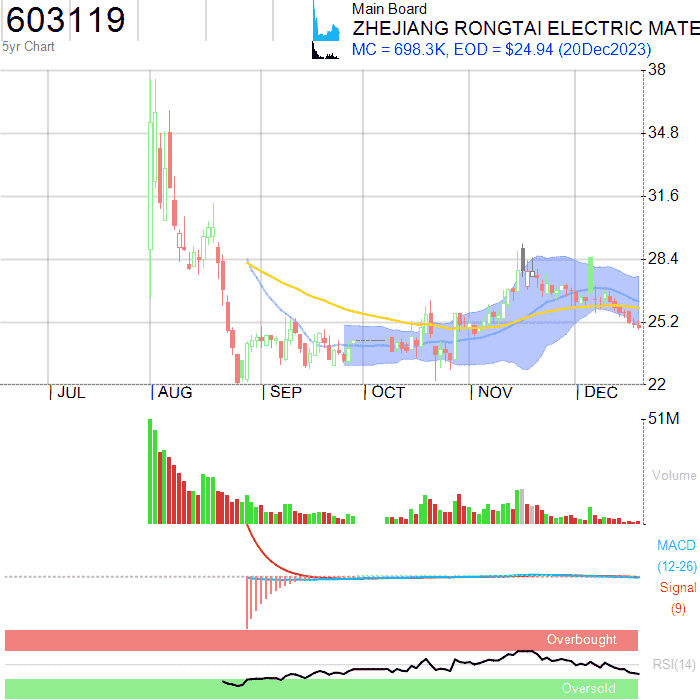 603119
5yr Chart
Main Board
ZHEJIANG RONGTAI ELECTRIC MATE
MC = 698.3K, EOD = $24.94 (20Dec2023)
38
34.8
31.6
28.4
25.2
22
JUL AUG SEP OCT NOV DEC
51M
Volume
MACD
(12-26)
Signal
(9)
Overbought
RSI(14)
Oversold